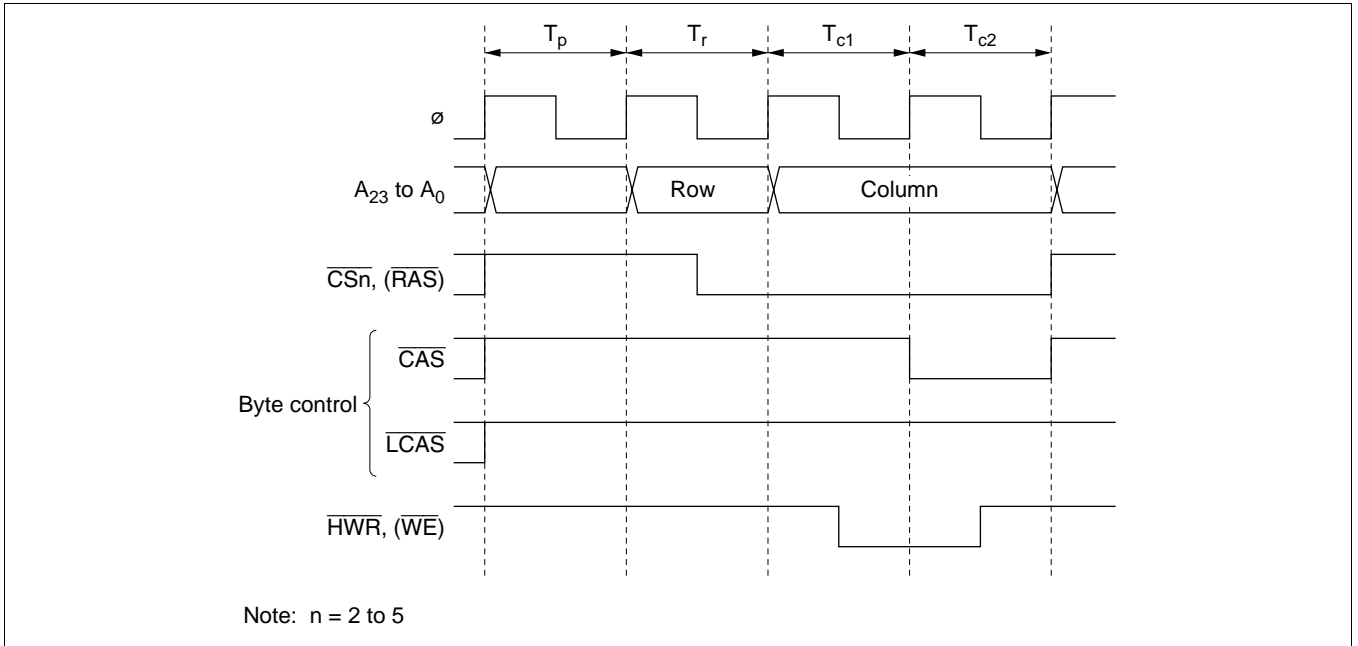 Tp Tr Tc1 Tc2
ø
A23 to A0 Row Column
CSn, (RAS)
CAS
Byte control
LCAS
HWR, (WE)
Note: n = 2 to 5